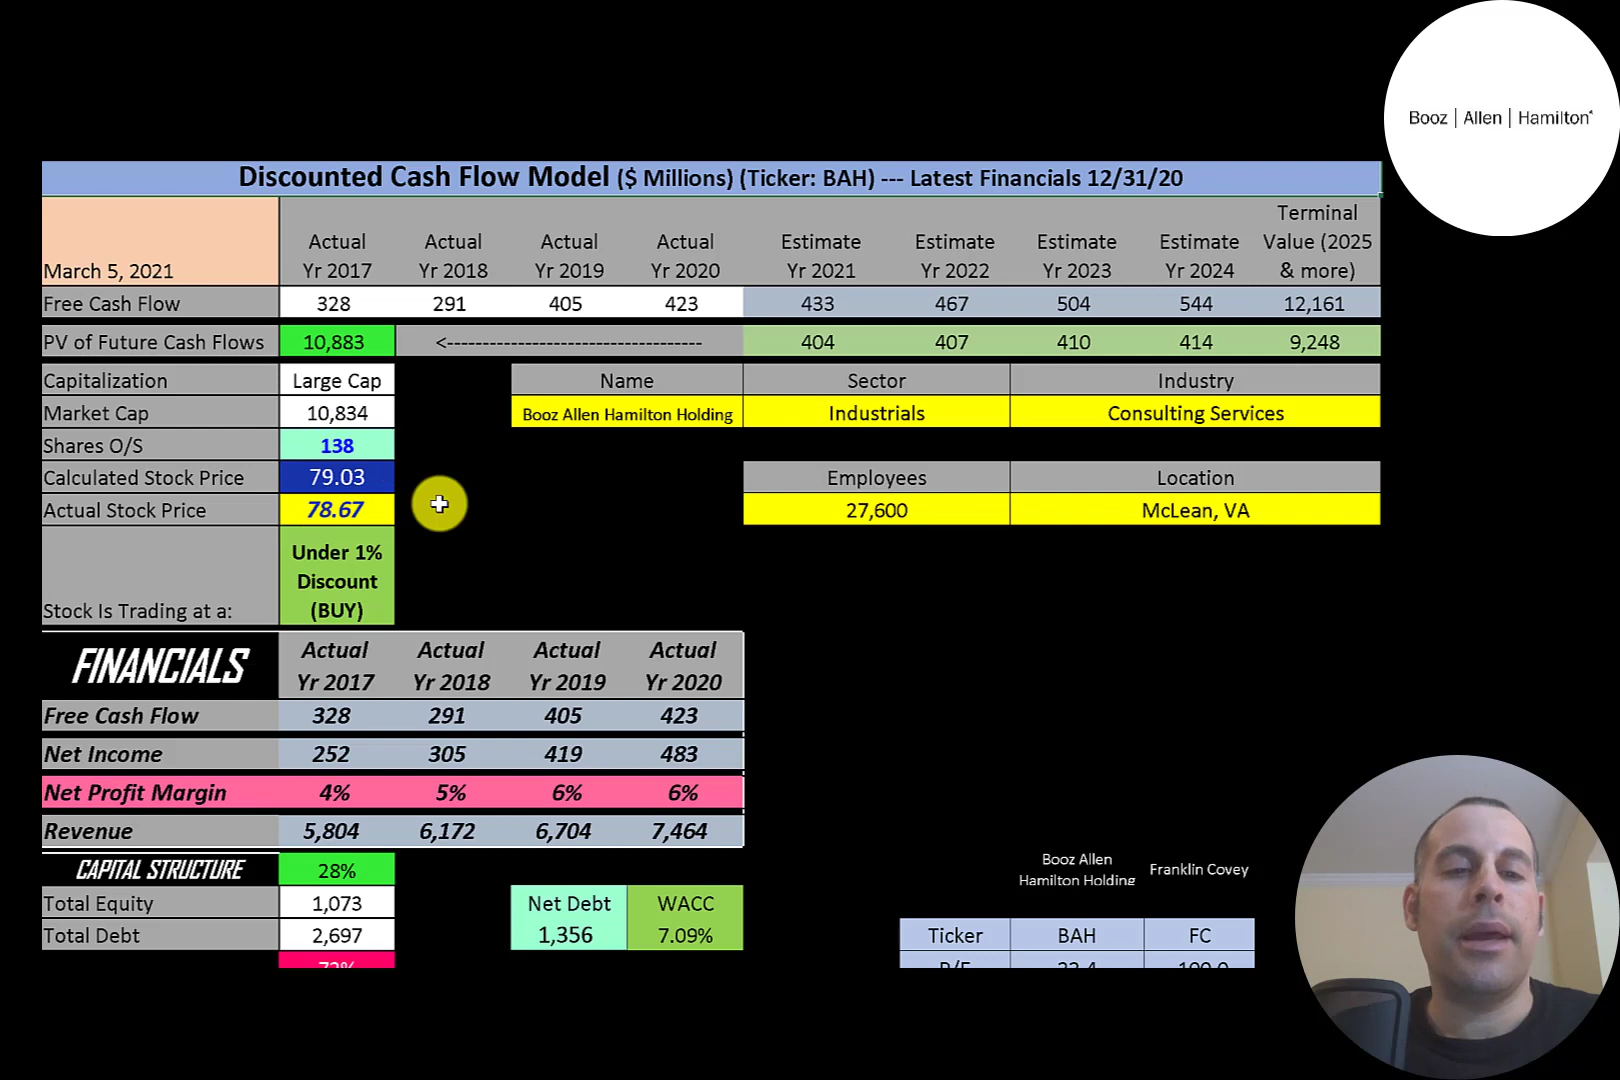 Booz | Allen | Hamilton
Discounted Cash Flow Model ($ Millions) (Ticker: BAH) --- Latest Financials 12/31/20
March 5, 2021
Actual Yr 2017
Actual Yr 2018
Actual Yr 2019
Actual Yr 2020
Estimate Yr 2021
Estimate Yr 2022
Estimate Yr 2023
Estimate Yr 2024
Terminal Value (2025 & more)
Free Cash Flow 328 291 405 423 433 467 504 544 12,161
PV of Future Cash Flows 10,883 <----------------------------------- 404 407 410 414 9,248
Capitalization Large Cap Name Sector Industry
Market Cap 10,834 Booz Allen Hamilton Holding Industrials Consulting Services
Shares O/S 138
Calculated Stock Price 79.03 Employees Location
Actual Stock Price 78.67 27,600 McLean, VA
Stock Is Trading at a: Under 1% Discount (BUY)
FINANCIALS
Actual Yr 2017
Actual Yr 2018
Actual Yr 2019
Actual Yr 2020
Free Cash Flow 328 291 405 423
Net Income 252 305 419 483
Net Profit Margin 4% 5% 6% 6%
Revenue 5,804 6,172 6,704 7,464
CAPITAL STRUCTURE 28%
Booz Allen Hamilton Holding
Franklin Covey
Total Equity 1,073 Net Debt WACC
Total Debt 2,697 1,356 7.09% Ticker BAH FC